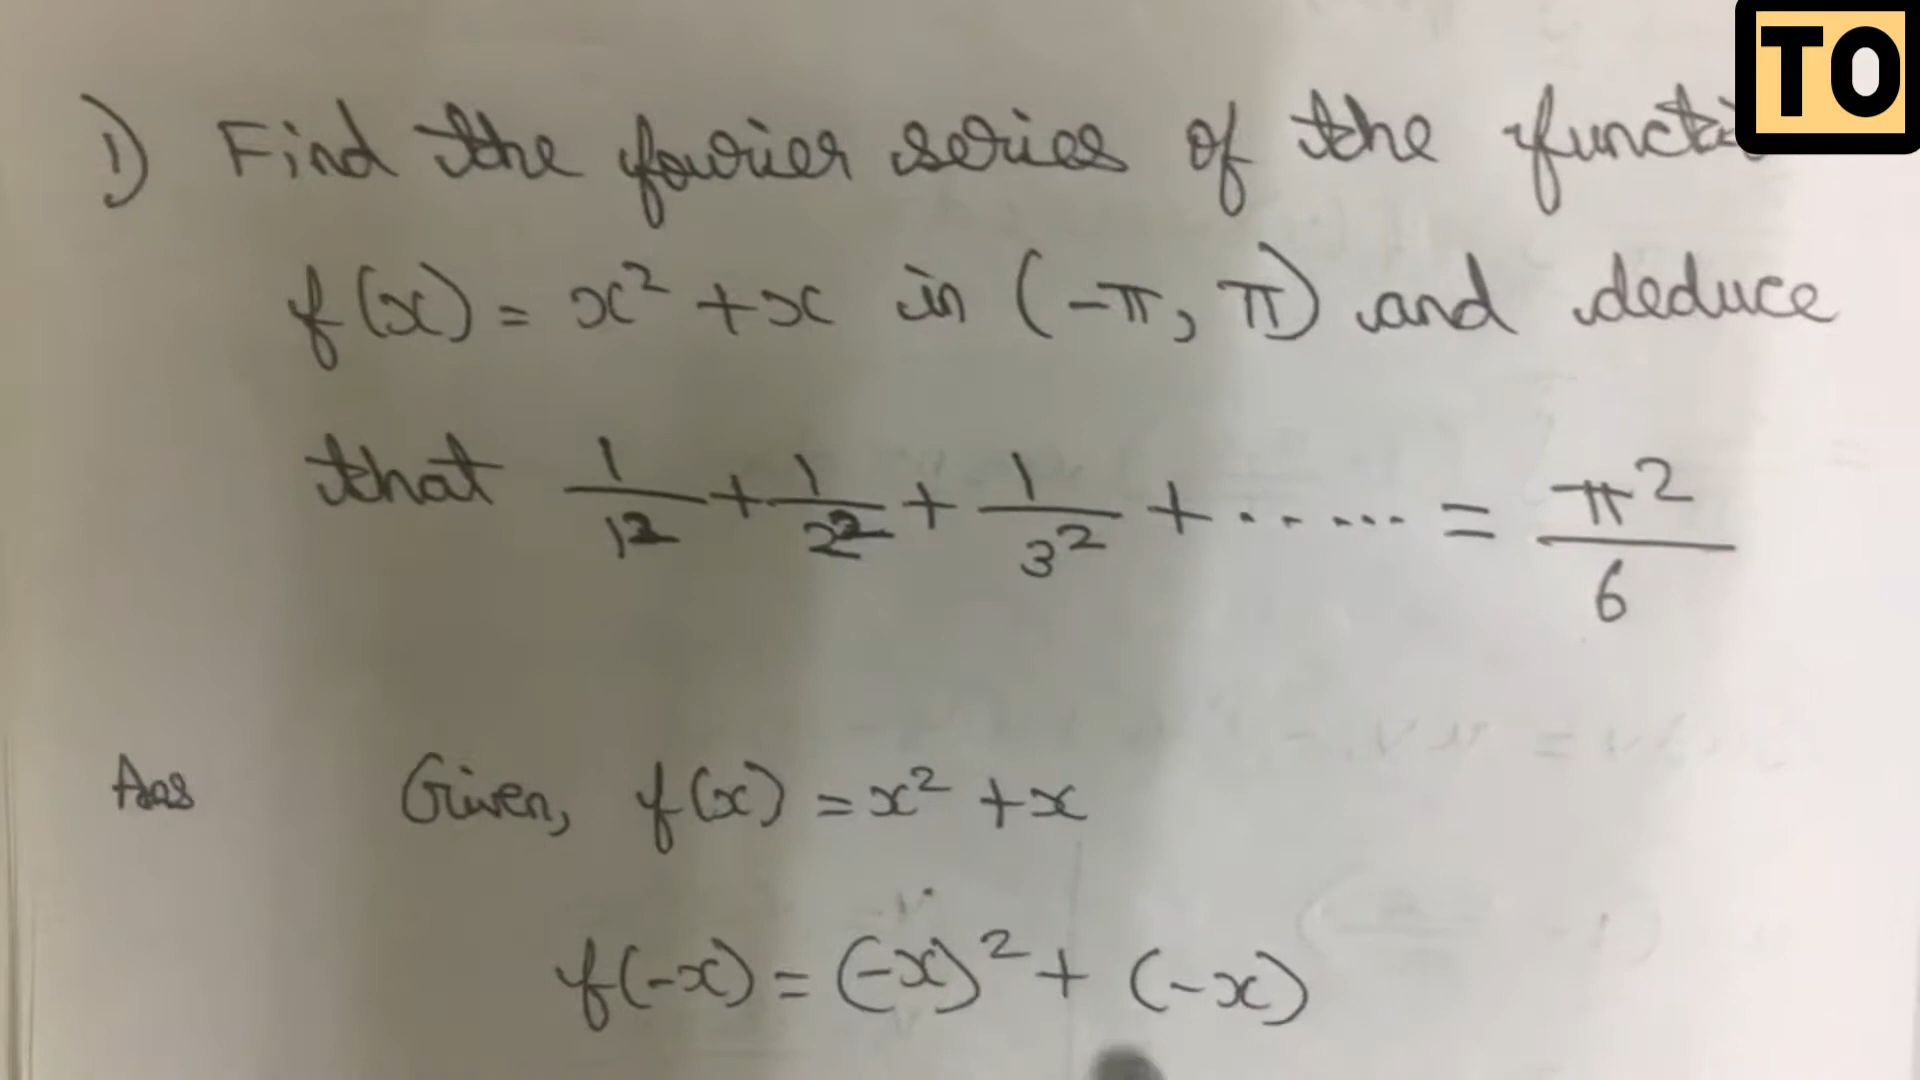 TO
1) Find the fourier series of the functi
f(x) = x² + x in (-π, π) and deduce
that 1/1² + 1/2² + 1/3² + ...... = π²/6
Ans Given, f(x) = x² + x
f(-x) = (-x)² + (-x)